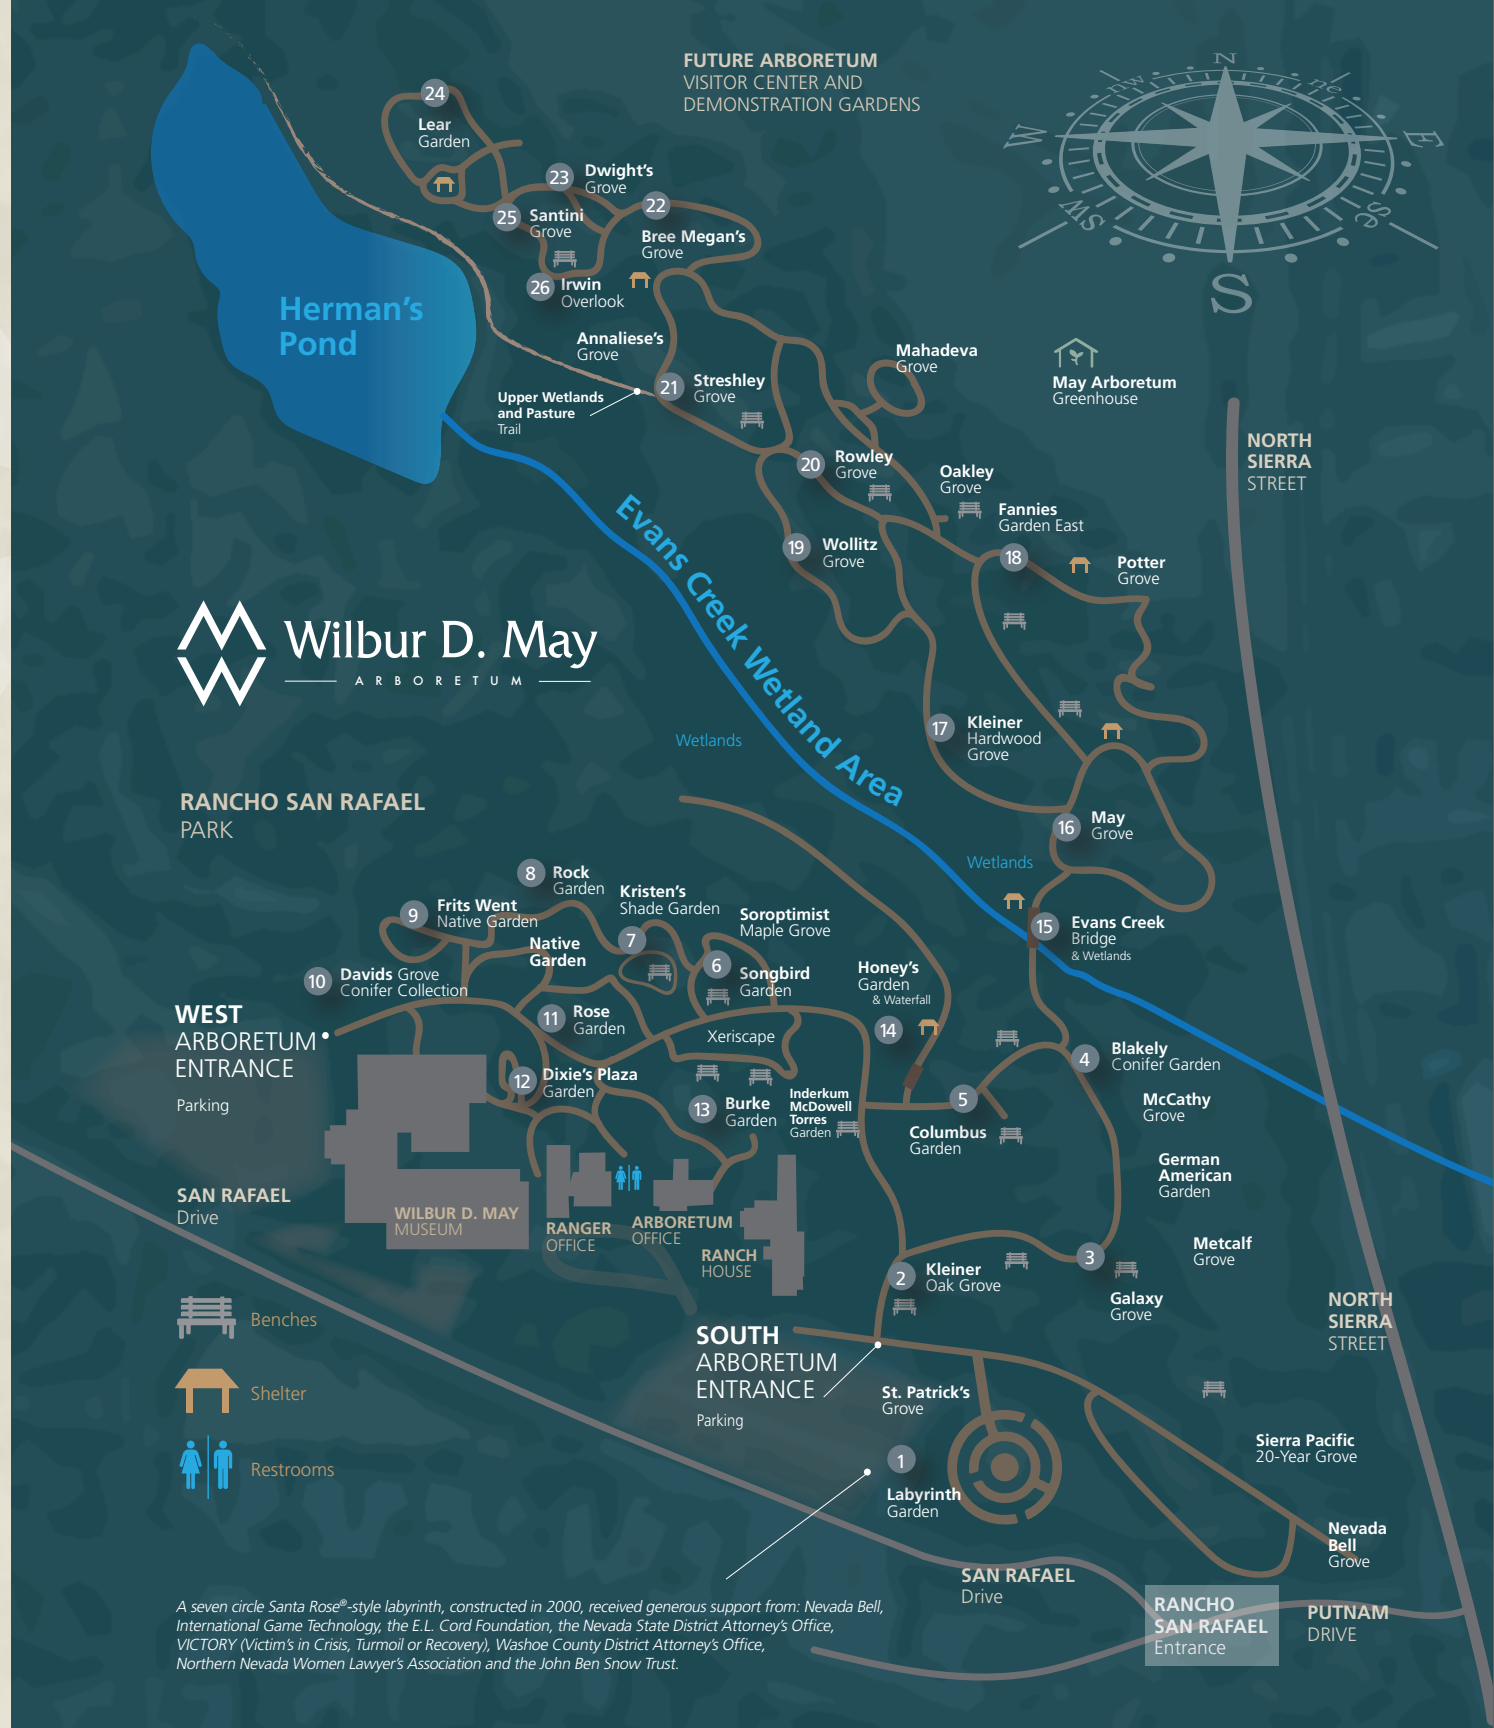 FUTURE ARBORETUM
VISITOR CENTER AND
DEMONSTRATION GARDENS
N
ne
E
se
S
SW
W
nw
24
Lear
Garden
23
Dwight's
Grove
22
25
Santini
Grove
Bree Megan's
Grove
26
Irwin
Overlook
Herman's
Pond
Annaliese's
Grove
21
Streshley
Grove
Upper Wetlands
and Pasture
Trail
Mahadeva
Grove
May Arboretum
Greenhouse
NORTH
SIERRA
STREET
20
Rowley
Grove
Oakley
Grove
Fannies
Garden East
18
Potter
Grove
19
Wollitz
Grove
Evans Creek Wetland Area
Wilbur D. May
ARBORETUM
Wetlands
17
Kleiner
Hardwood
Grove
RANCHO SAN RAFAEL
PARK
16
May
Grove
Wetlands
15
Evans Creek
Bridge
& Wetlands
8
Rock
Garden
Kristen's
Shade Garden
9
Frits Went
Native Garden
7
Soroptimist
Maple Grove
Native
Garden
6
Songbird
Garden
10
Davids Grove
Conifer Collection
Honey's
Garden
& Waterfall
14
WEST
ARBORETUM
ENTRANCE
Parking
11
Rose
Garden
Xeriscape
12
Dixie's Plaza
Garden
13
Burke
Garden
Inderkum
McDowell
Torres
Garden
5
Columbus
Garden
4
Blakely
Conifer Garden
McCathy
Grove
German
American
Garden
SAN RAFAEL
Drive
WILBUR D. MAY
MUSEUM
RANGER
OFFICE
ARBORETUM
OFFICE
RANCH
HOUSE
Metcalf
Grove
3
2
Kleiner
Oak Grove
Galaxy
Grove
NORTH
SIERRA
STREET
Benches
Shelter
Restrooms
SOUTH
ARBORETUM
ENTRANCE
Parking
St. Patrick's
Grove
1
Labyrinth
Garden
Sierra Pacific
20-Year Grove
Nevada
Bell
Grove
SAN RAFAEL
Drive
RANCHO
SAN RAFAEL
Entrance
PUTNAM
DRIVE
A seven circle Santa Rose®-style labyrinth, constructed in 2000, received generous support from: Nevada Bell,
International Game Technology, the E.L. Cord Foundation, the Nevada State District Attorney's Office,
VICTORY (Victim's in Crisis, Turmoil or Recovery), Washoe County District Attorney's Office,
Northern Nevada Women Lawyer's Association and the John Ben Snow Trust.